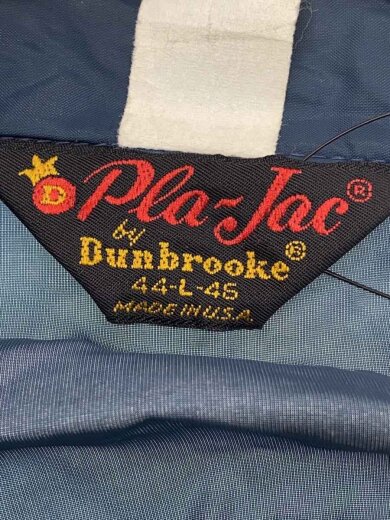 D Pla-Jac®
by
Dunbrooke®
44-L-46
MADE IN U.S.A.